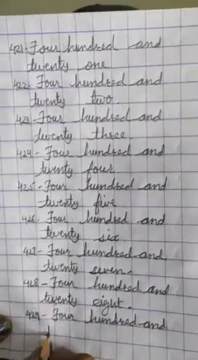 421-Four hundred and
twenty one
422 Four hundred and
twenty two.
423-Four hundred and
twenty three.
424-Four hundred and
twenty four
425-Four hundred and
twenty five
426-Four hundred and
twenty six
427-Four hundred and
twenty seven-
428-Four hundred and
twenty eight-
429-Four hundred and